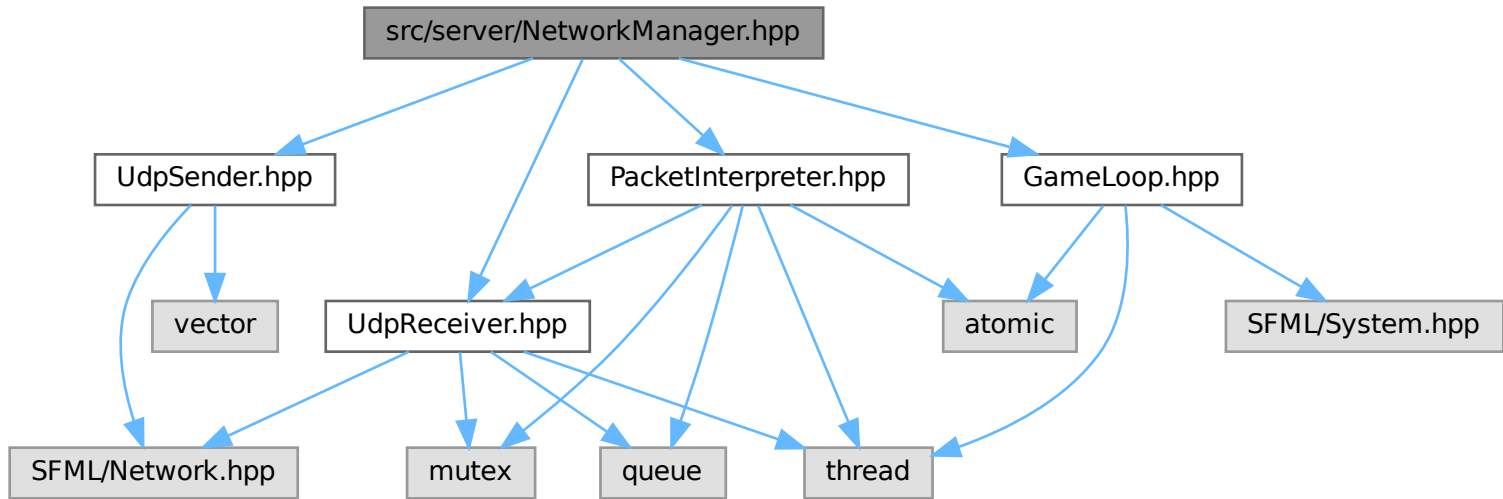 src/server/NetworkManager.hpp
UdpSender.hpp
PacketInterpreter.hpp
GameLoop.hpp
vector
UdpReceiver.hpp
atomic
SFML/System.hpp
SFML/Network.hpp
mutex
queue
thread